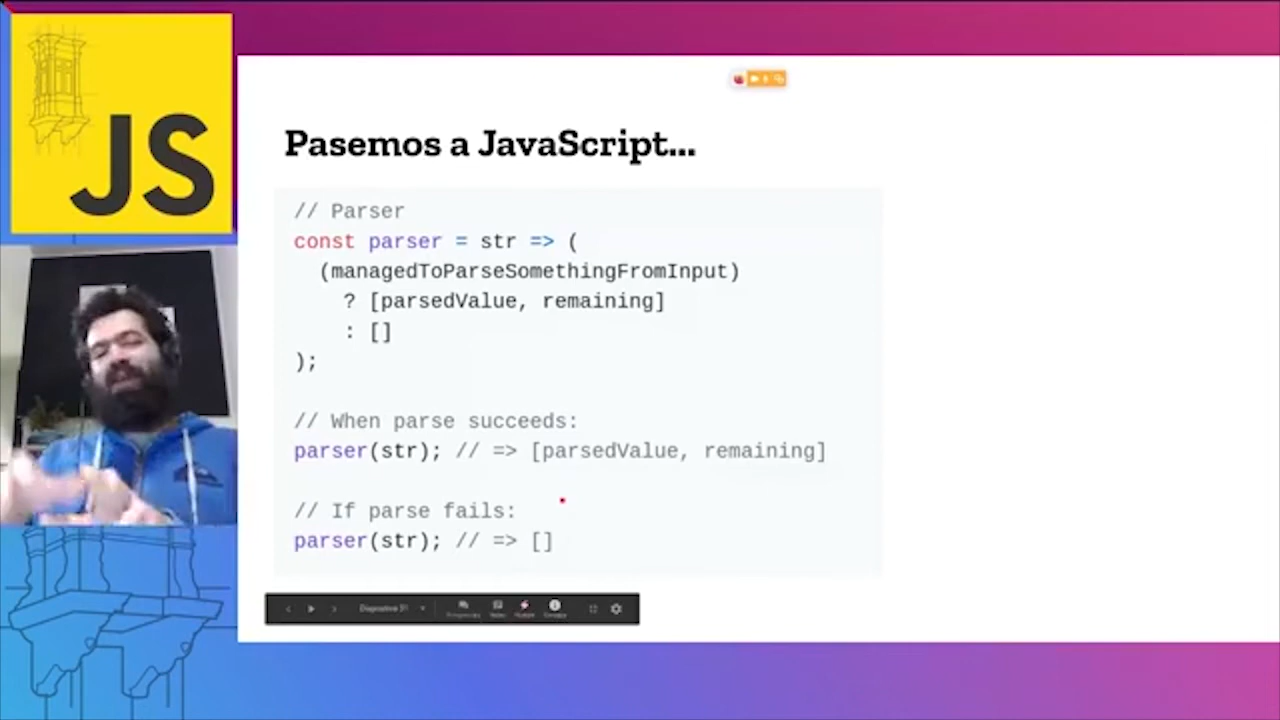 JS
Pasemos a JavaScript...
// Parser
const parser = str => (
  (managedToParseSomethingFromInput)
    ? [parsedValue, remaining]
    : []
);
// When parse succeeds:
parser(str); // => [parsedValue, remaining]
// If parse fails:
parser(str); // => []